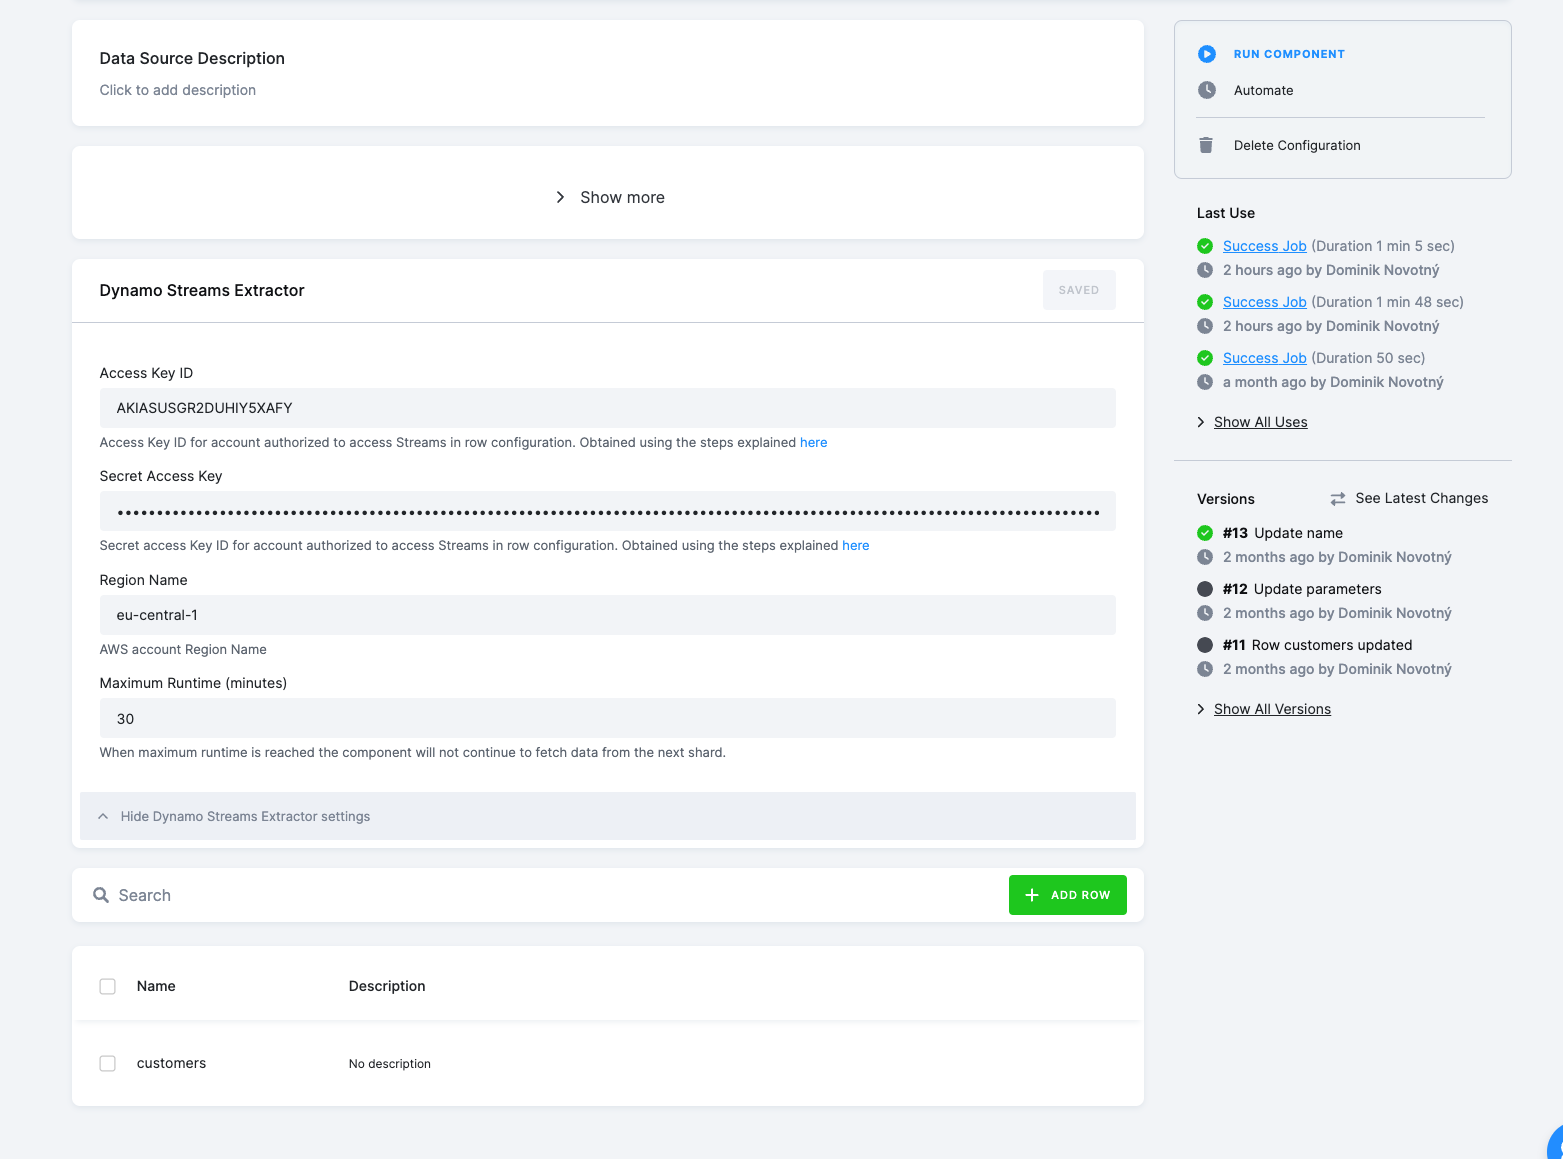 Data Source Description
Click to add description
Show more
Dynamo Streams Extractor
SAVED
Access Key ID
AKIASUSGR2DUHIY5XAFY
Access Key ID for account authorized to access Streams in row configuration. Obtained using the steps explained here
Secret Access Key
Secret access Key ID for account authorized to access Streams in row configuration. Obtained using the steps explained here
Region Name
eu-central-1
AWS account Region Name
Maximum Runtime (minutes)
30
When maximum runtime is reached the component will not continue to fetch data from the next shard.
Hide Dynamo Streams Extractor settings
Search
ADD ROW
Name Description
customers No description
RUN COMPONENT
Automate
Delete Configuration
Last Use
Success Job (Duration 1 min 5 sec)
2 hours ago by Dominik Novotný
Success Job (Duration 1 min 48 sec)
2 hours ago by Dominik Novotný
Success Job (Duration 50 sec)
a month ago by Dominik Novotný
Show All Uses
Versions See Latest Changes
#13 Update name
2 months ago by Dominik Novotný
#12 Update parameters
2 months ago by Dominik Novotný
#11 Row customers updated
2 months ago by Dominik Novotný
Show All Versions